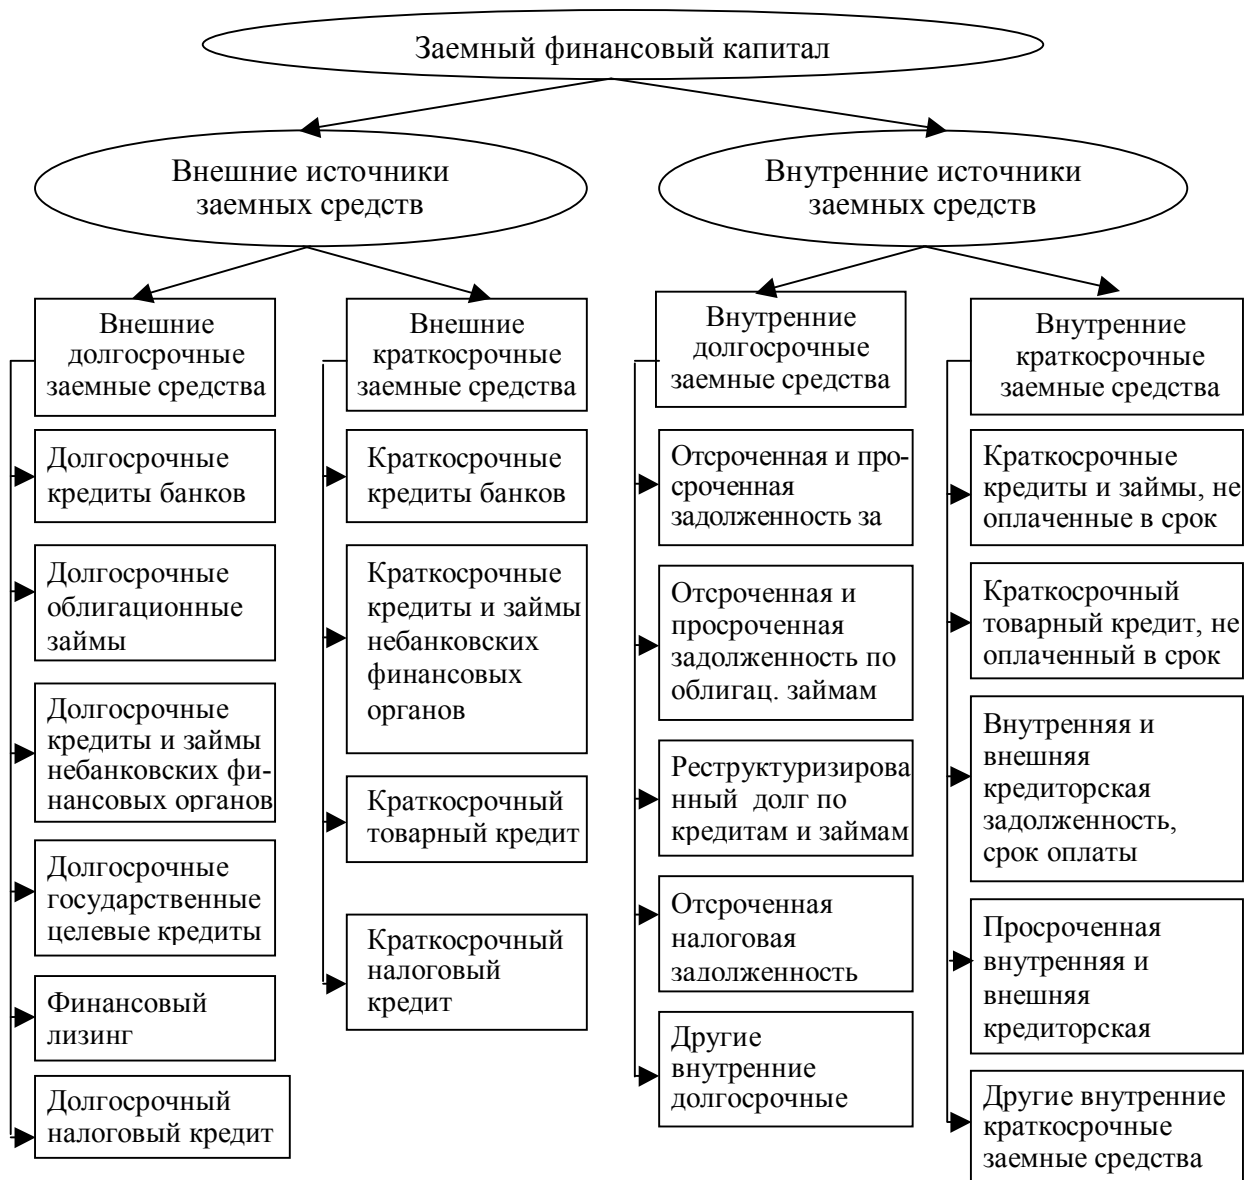 Заемный финансовый капитал
Внешние источники
заемных средств
Внутренние источники
заемных средств
Внешние
долгосрочные
заемные средства
Долгосрочные
кредиты банков
Долгосрочные
облигационные
займы
Долгосрочные
кредиты и займы
небанковских фи-
нансовых органов
Долгосрочные
государственные
целевые кредиты
Финансовый
лизинг
Долгосрочный
налоговый кредит
Внешние
краткосрочные
заемные средства
Краткосрочные
кредиты банков
Краткосрочные
кредиты и займы
небанковских
финансовых
органов
Краткосрочный
товарный кредит
Краткосрочный
налоговый
кредит
Внутренние
долгосрочные
заемные средства
Отсроченная и про-
сроченная
задолженность за
Отсроченная и
просроченная
задолженность по
облигац. займам
Реструктуризирова
нный долг по
кредитам и займам
Отсроченная
налоговая
задолженность
Другие
внутренние
долгосрочные
Внутренние
краткосрочные
заемные средства
Краткосрочные
кредиты и займы, не
оплаченные в срок
Краткосрочный
товарный кредит, не
оплаченный в срок
Внутренняя и
внешняя
кредиторская
задолженность,
срок оплаты
Просроченная
внутренняя и
внешняя
кредиторская
Другие внутренние
краткосрочные
заемные средства